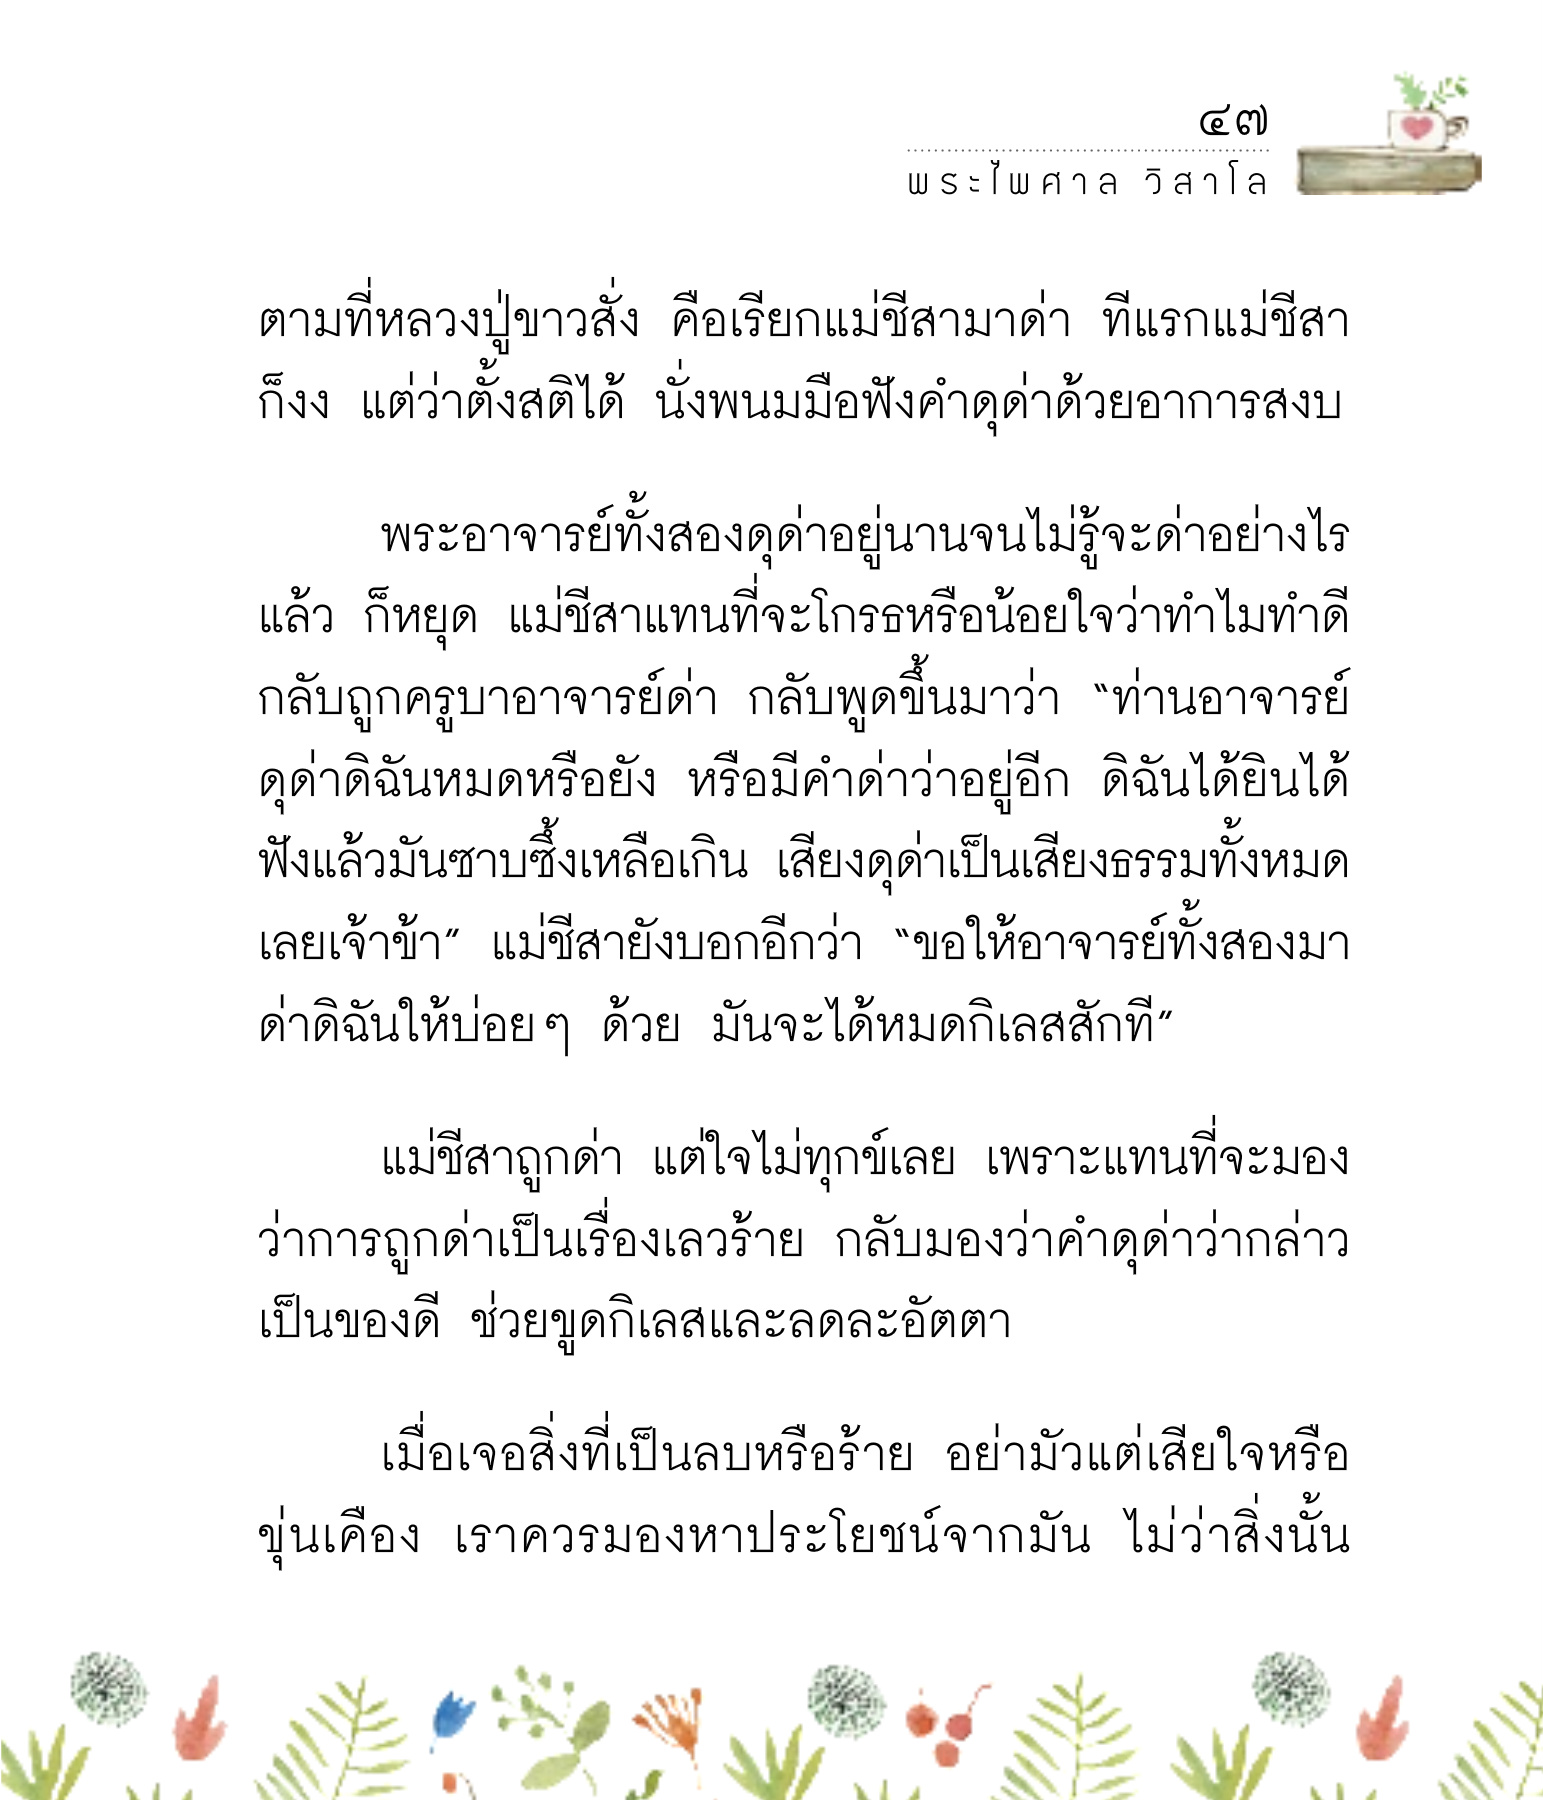 ๔๗
พระไพศาล วิสาโล
ตามที่หลวงปู่ขาวสั่ง คือเรียกแม่ชีสามาด่า ทีแรกแม่ชีสา
ก็งง แต่ว่าตั้งสติได้ นั่งพนมมือฟังคำดุด่าด้วยอาการสงบ
พระอาจารย์ทั้งสองดุด่าอยู่นานจนไม่รู้จะด่าอย่างไร
แล้ว ก็หยุด แม่ชีสาแทนที่จะโกรธหรือน้อยใจว่าทำไมทำดี
กลับถูกครูบาอาจารย์ด่า กลับพูดขึ้นมาว่า “ท่านอาจารย์
ดุด่าดิฉันหมดหรือยัง หรือมีคำด่าว่าอยู่อีก ดิฉันได้ยินได้
ฟังแล้วมันซาบซึ้งเหลือเกิน เสียงดุด่าเป็นเสียงธรรมทั้งหมด
เลยเจ้าข้า” แม่ชีสายังบอกอีกว่า “ขอให้อาจารย์ทั้งสองมา
ด่าดิฉันให้บ่อยๆ ด้วย มันจะได้หมดกิเลสสักที”
แม่ชีสาถูกด่า แต่ใจไม่ทุกข์เลย เพราะแทนที่จะมอง
ว่าการถูกด่าเป็นเรื่องเลวร้าย กลับมองว่าคำดุด่าว่ากล่าว
เป็นของดี ช่วยขูดกิเลสและลดละอัตตา
เมื่อเจอสิ่งที่เป็นลบหรือร้าย อย่ามัวแต่เสียใจหรือ
ขุ่นเคือง เราควรมองหาประโยชน์จากมัน ไม่ว่าสิ่งนั้น